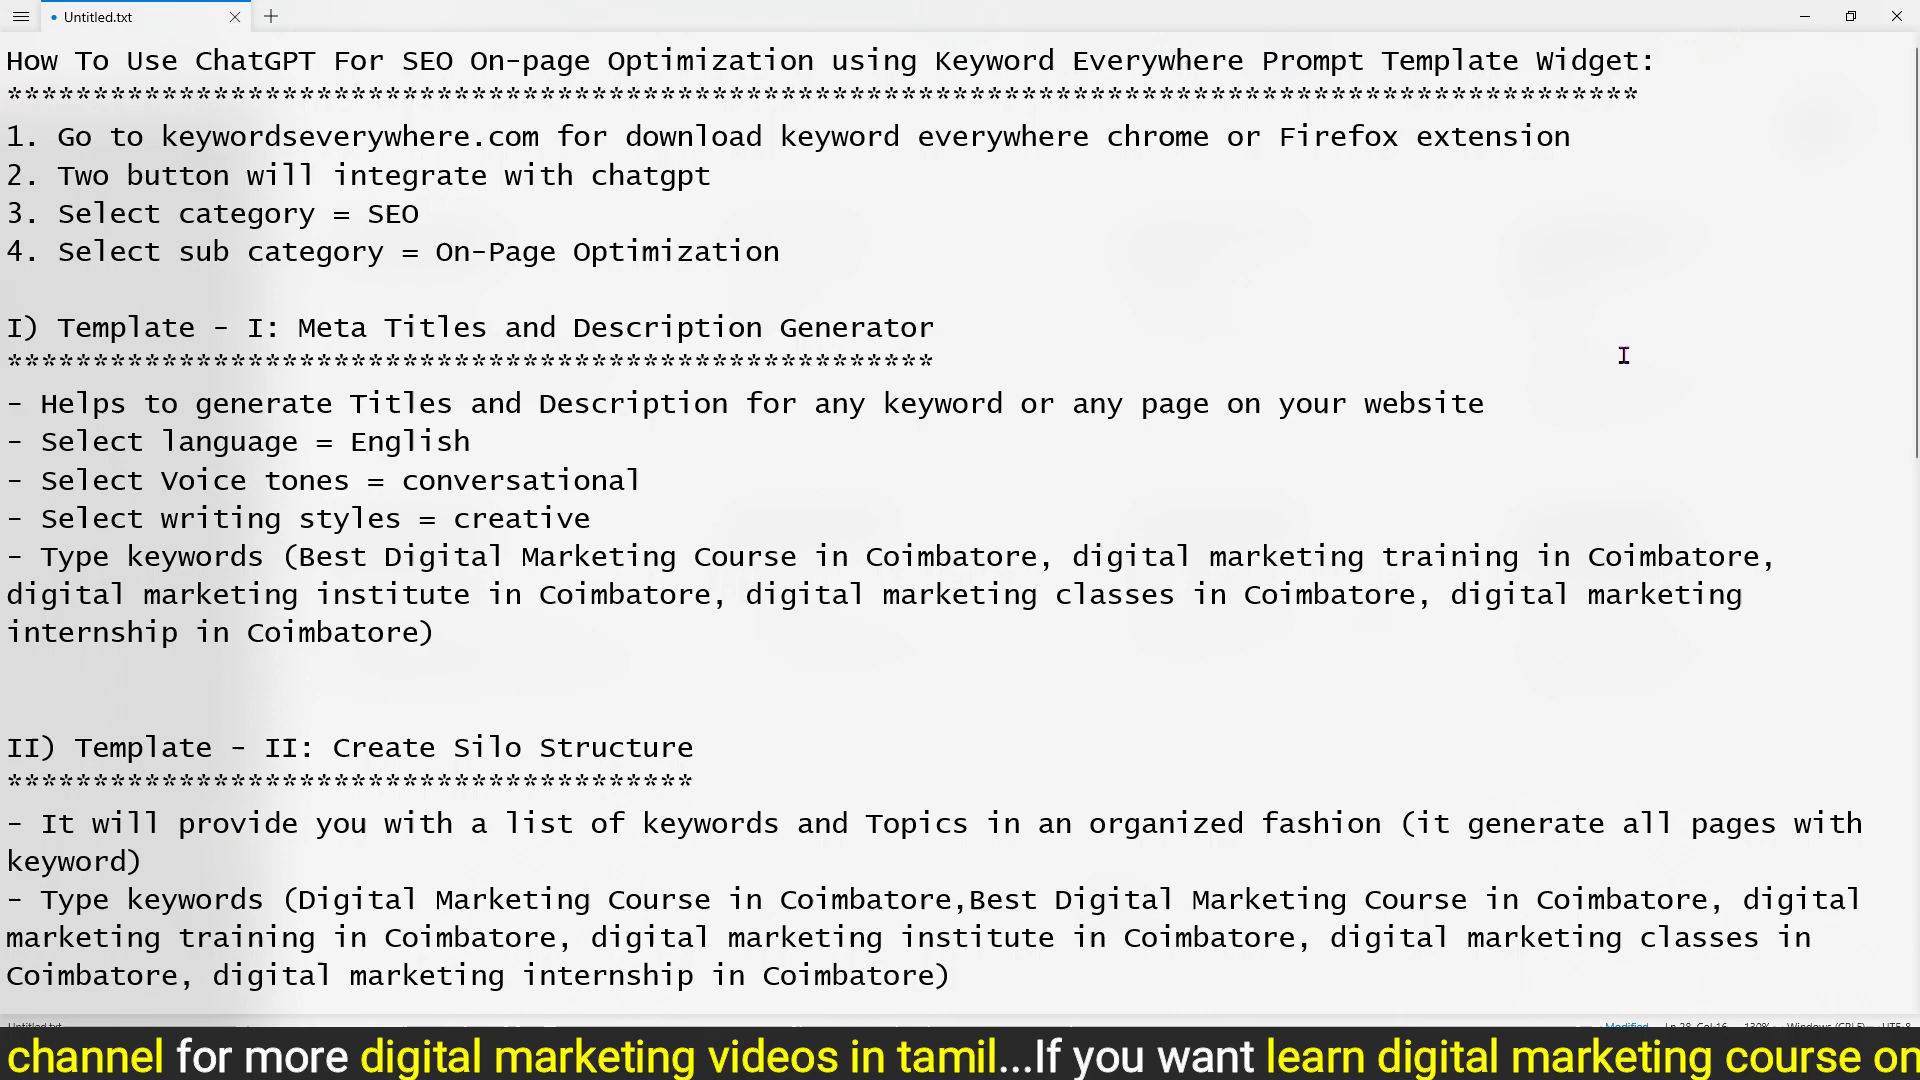 Untitled.txt
How To Use ChatGPT For SEO On-page Optimization using Keyword Everywhere Prompt Template Widget:
***********************************************************************************************
1. Go to keywordseverywhere.com for download keyword everywhere chrome or Firefox extension
2. Two button will integrate with chatgpt
3. Select category = SEO
4. Select sub category = On-Page Optimization
I) Template - I: Meta Titles and Description Generator
******************************************************
- Helps to generate Titles and Description for any keyword or any page on your website
- Select language = English
- Select Voice tones = conversational
- Select writing styles = creative
- Type keywords (Best Digital Marketing Course in Coimbatore, digital marketing training in Coimbatore,
digital marketing institute in Coimbatore, digital marketing classes in Coimbatore, digital marketing
internship in Coimbatore)
II) Template - II: Create Silo Structure
****************************************
- It will provide you with a list of keywords and Topics in an organized fashion (it generate all pages with
keyword)
- Type keywords (Digital Marketing Course in Coimbatore,Best Digital Marketing Course in Coimbatore, digital
marketing training in Coimbatore, digital marketing institute in Coimbatore, digital marketing classes in
Coimbatore, digital marketing internship in Coimbatore)
channel for more digital marketing videos in tamil...If you want learn digital marketing course on